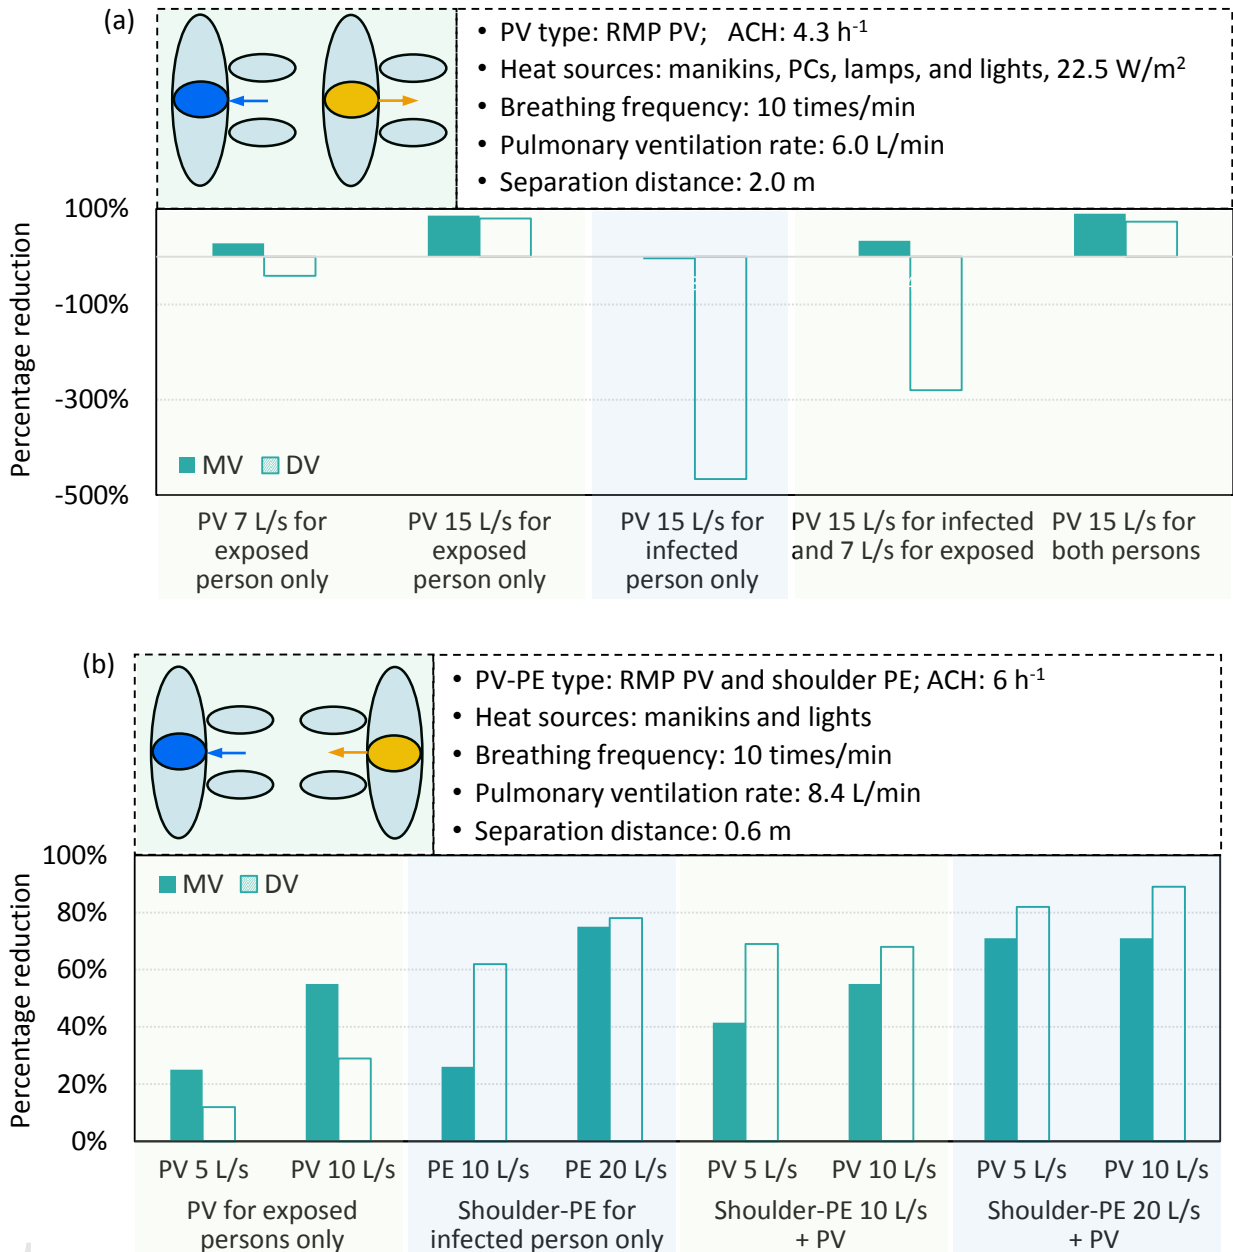 (a)
• PV type: RMP PV; ACH: 4.3 h⁻¹
• Heat sources: manikins, PCs, lamps, and lights, 22.5 W/m²
• Breathing frequency: 10 times/min
• Pulmonary ventilation rate: 6.0 L/min
• Separation distance: 2.0 m
Percentage reduction
100%
-100%
-300%
-500%
MV DV
PV 7 L/s for
exposed
person only
PV 15 L/s for
exposed
person only
PV 15 L/s for
infected
person only
PV 15 L/s for infected
and 7 L/s for exposed
PV 15 L/s for
both persons
(b)
• PV-PE type: RMP PV and shoulder PE; ACH: 6 h⁻¹
• Heat sources: manikins and lights
• Breathing frequency: 10 times/min
• Pulmonary ventilation rate: 8.4 L/min
• Separation distance: 0.6 m
Percentage reduction
100%
80%
60%
40%
20%
0%
MV DV
PV 5 L/s PV 10 L/s PE 10 L/s PE 20 L/s PV 5 L/s PV 10 L/s PV 5 L/s PV 10 L/s
PV for exposed
persons only
Shoulder-PE for
infected person only
Shoulder-PE 10 L/s
+ PV
Shoulder-PE 20 L/s
+ PV